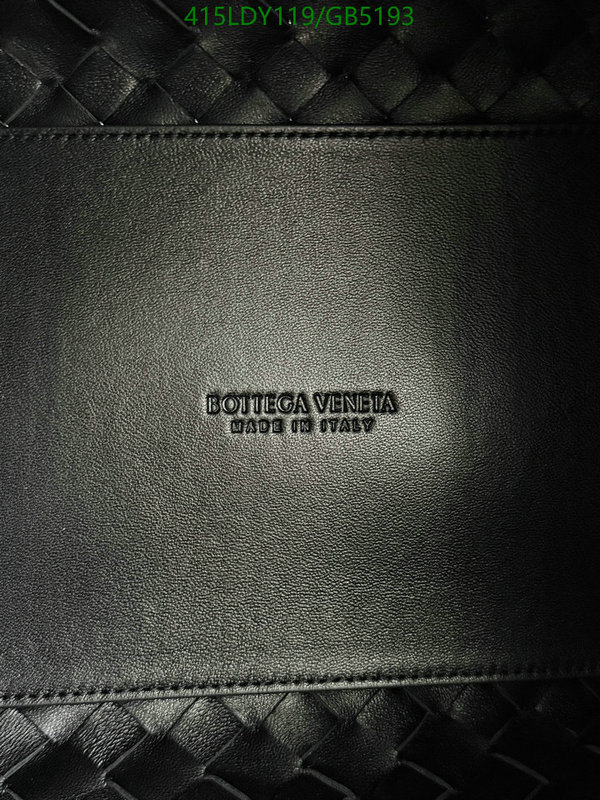 415LDY119/GB5193
BOTTEGA VENETA
MADE IN ITALY